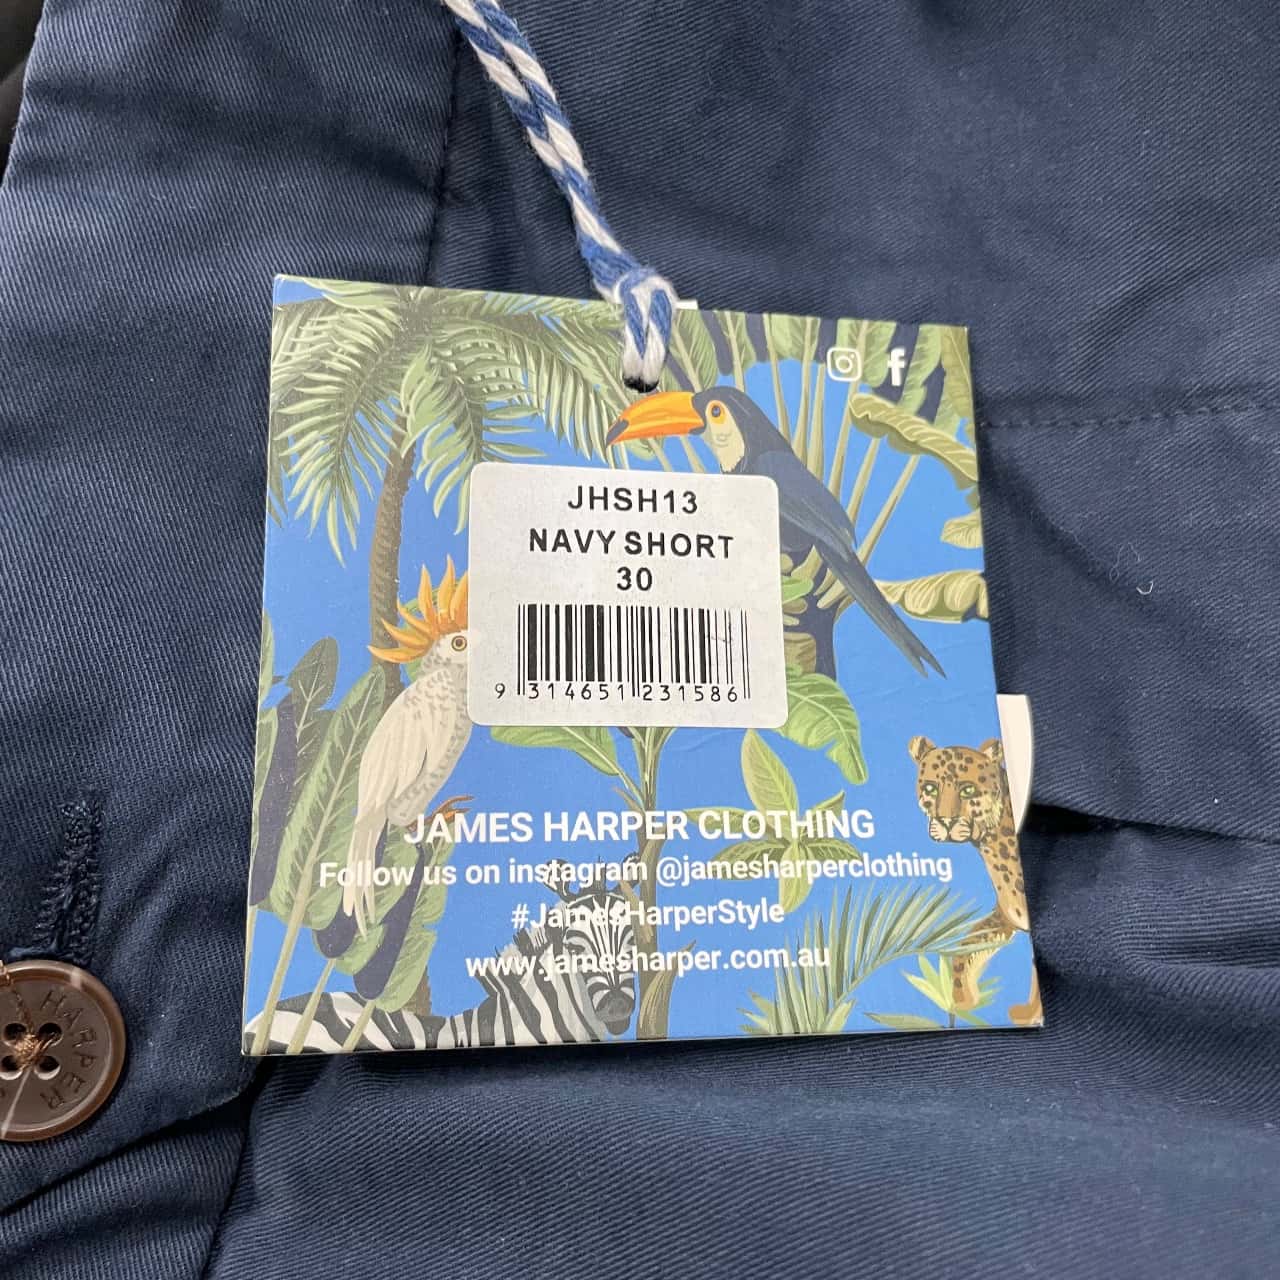 JHSH13
NAVY SHORT
30
9 314651 231586
JAMES HARPER CLOTHING
Follow us on instagram @jamesharperclothing
#JamesHarperStyle
www.jamesharper.com.au
HARPER